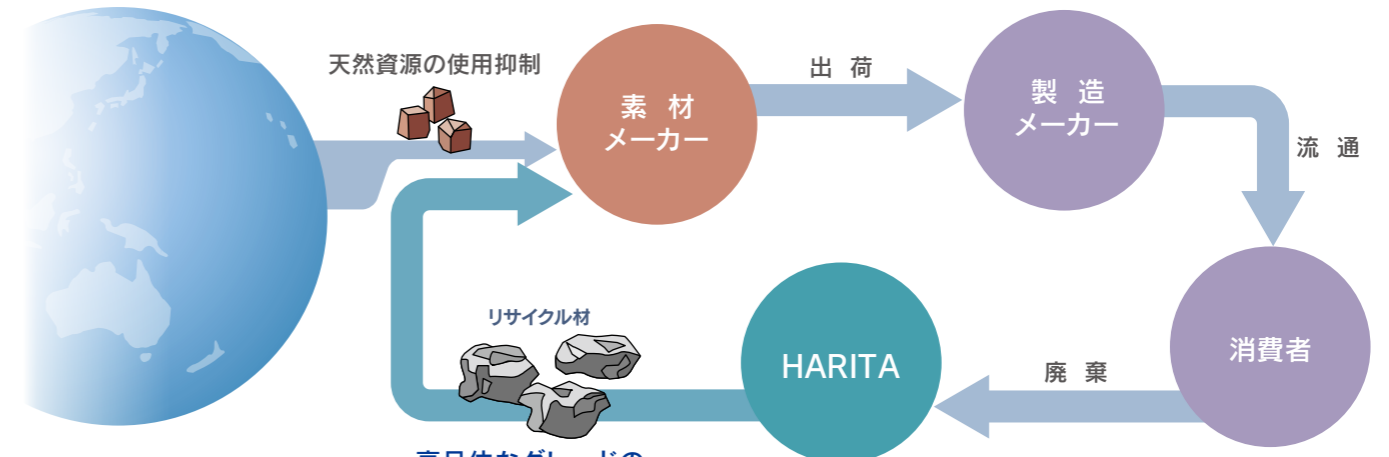 天然資源の使用抑制
素材
メーカー
出荷
製造
メーカー
流通
消費者
廃棄
HARITA
リサイクル材